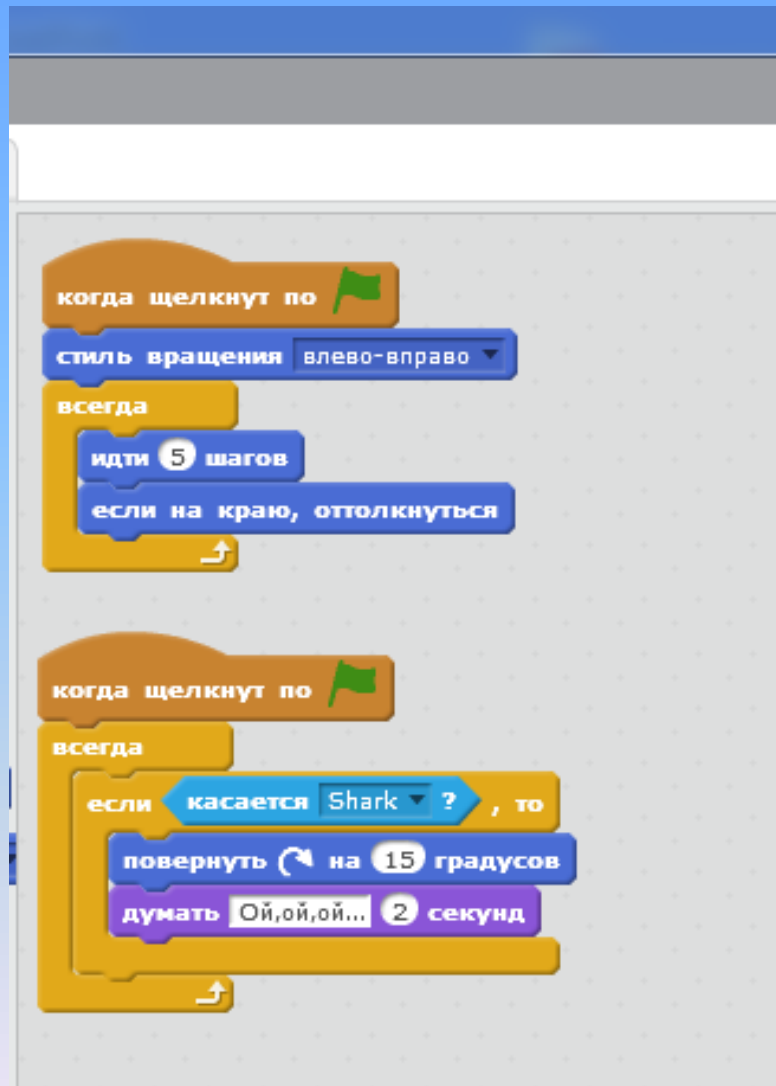 когда щелкнут по
стиль вращения влево-вправо
всегда
идти 5 шагов
если на краю, оттолкнуться
когда щелкнут по
всегда
если касается Shark ? , то
повернуть на 15 градусов
думать Ой,ой,ой... 2 секунд